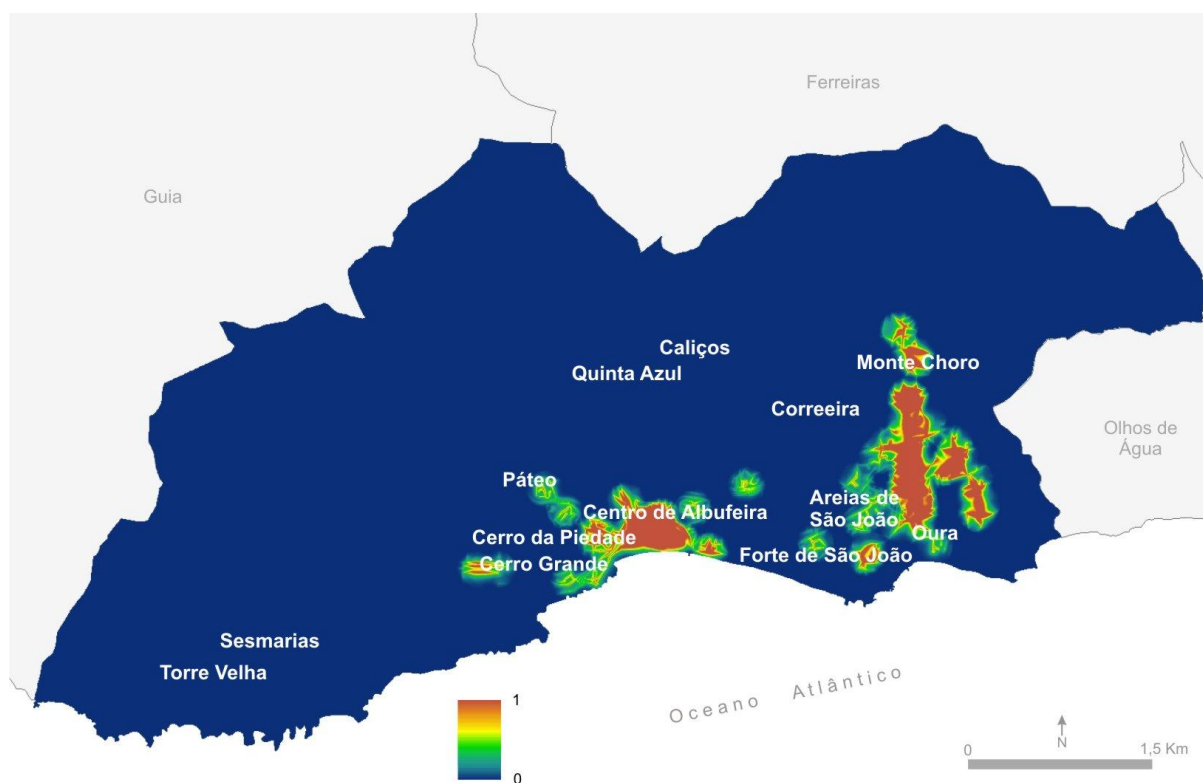 Ferreiras
Guia
Caliços
Monte Choro
Quinta Azul
Correeira
Olhos de
Água
Páteo
Areias de
São João
Centro de Albufeira
Oura
Cerro da Piedade
Forte de São João
Cerro Grande
Sesmarias
Torre Velha
Oceano Atlântico
1
0
N
0
1,5 Km